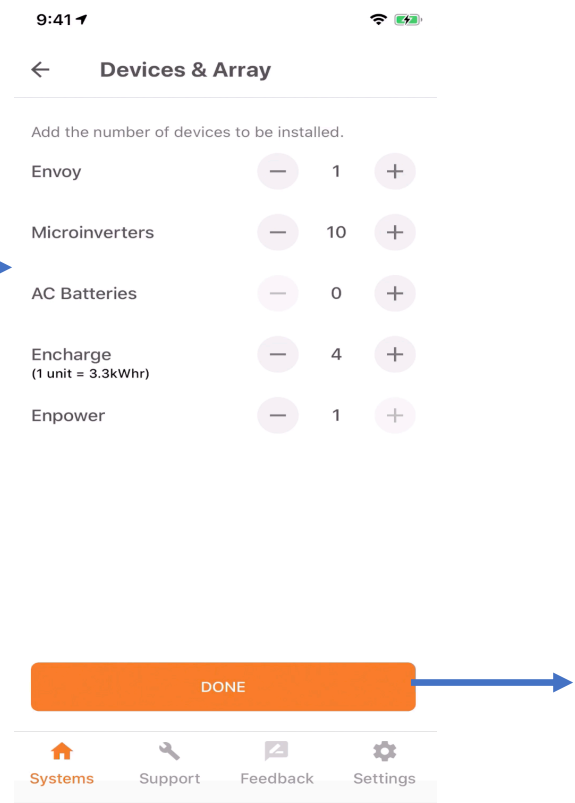 9:41
Devices & Array
Add the number of devices to be installed.
Envoy 1
Microinverters 10
AC Batteries 0
Encharge 4
(1 unit = 3.3kWhr)
Enpower 1
DONE
Systems Support Feedback Settings